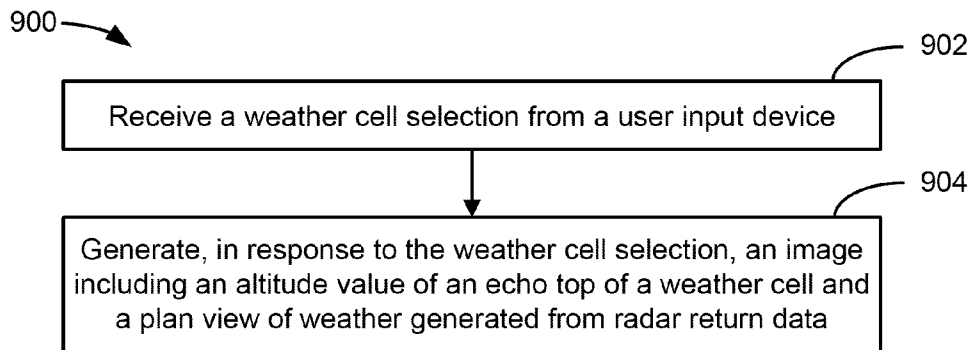 900
902
Receive a weather cell selection from a user input device
904
Generate, in response to the weather cell selection, an image
including an altitude value of an echo top of a weather cell and
a plan view of weather generated from radar return data